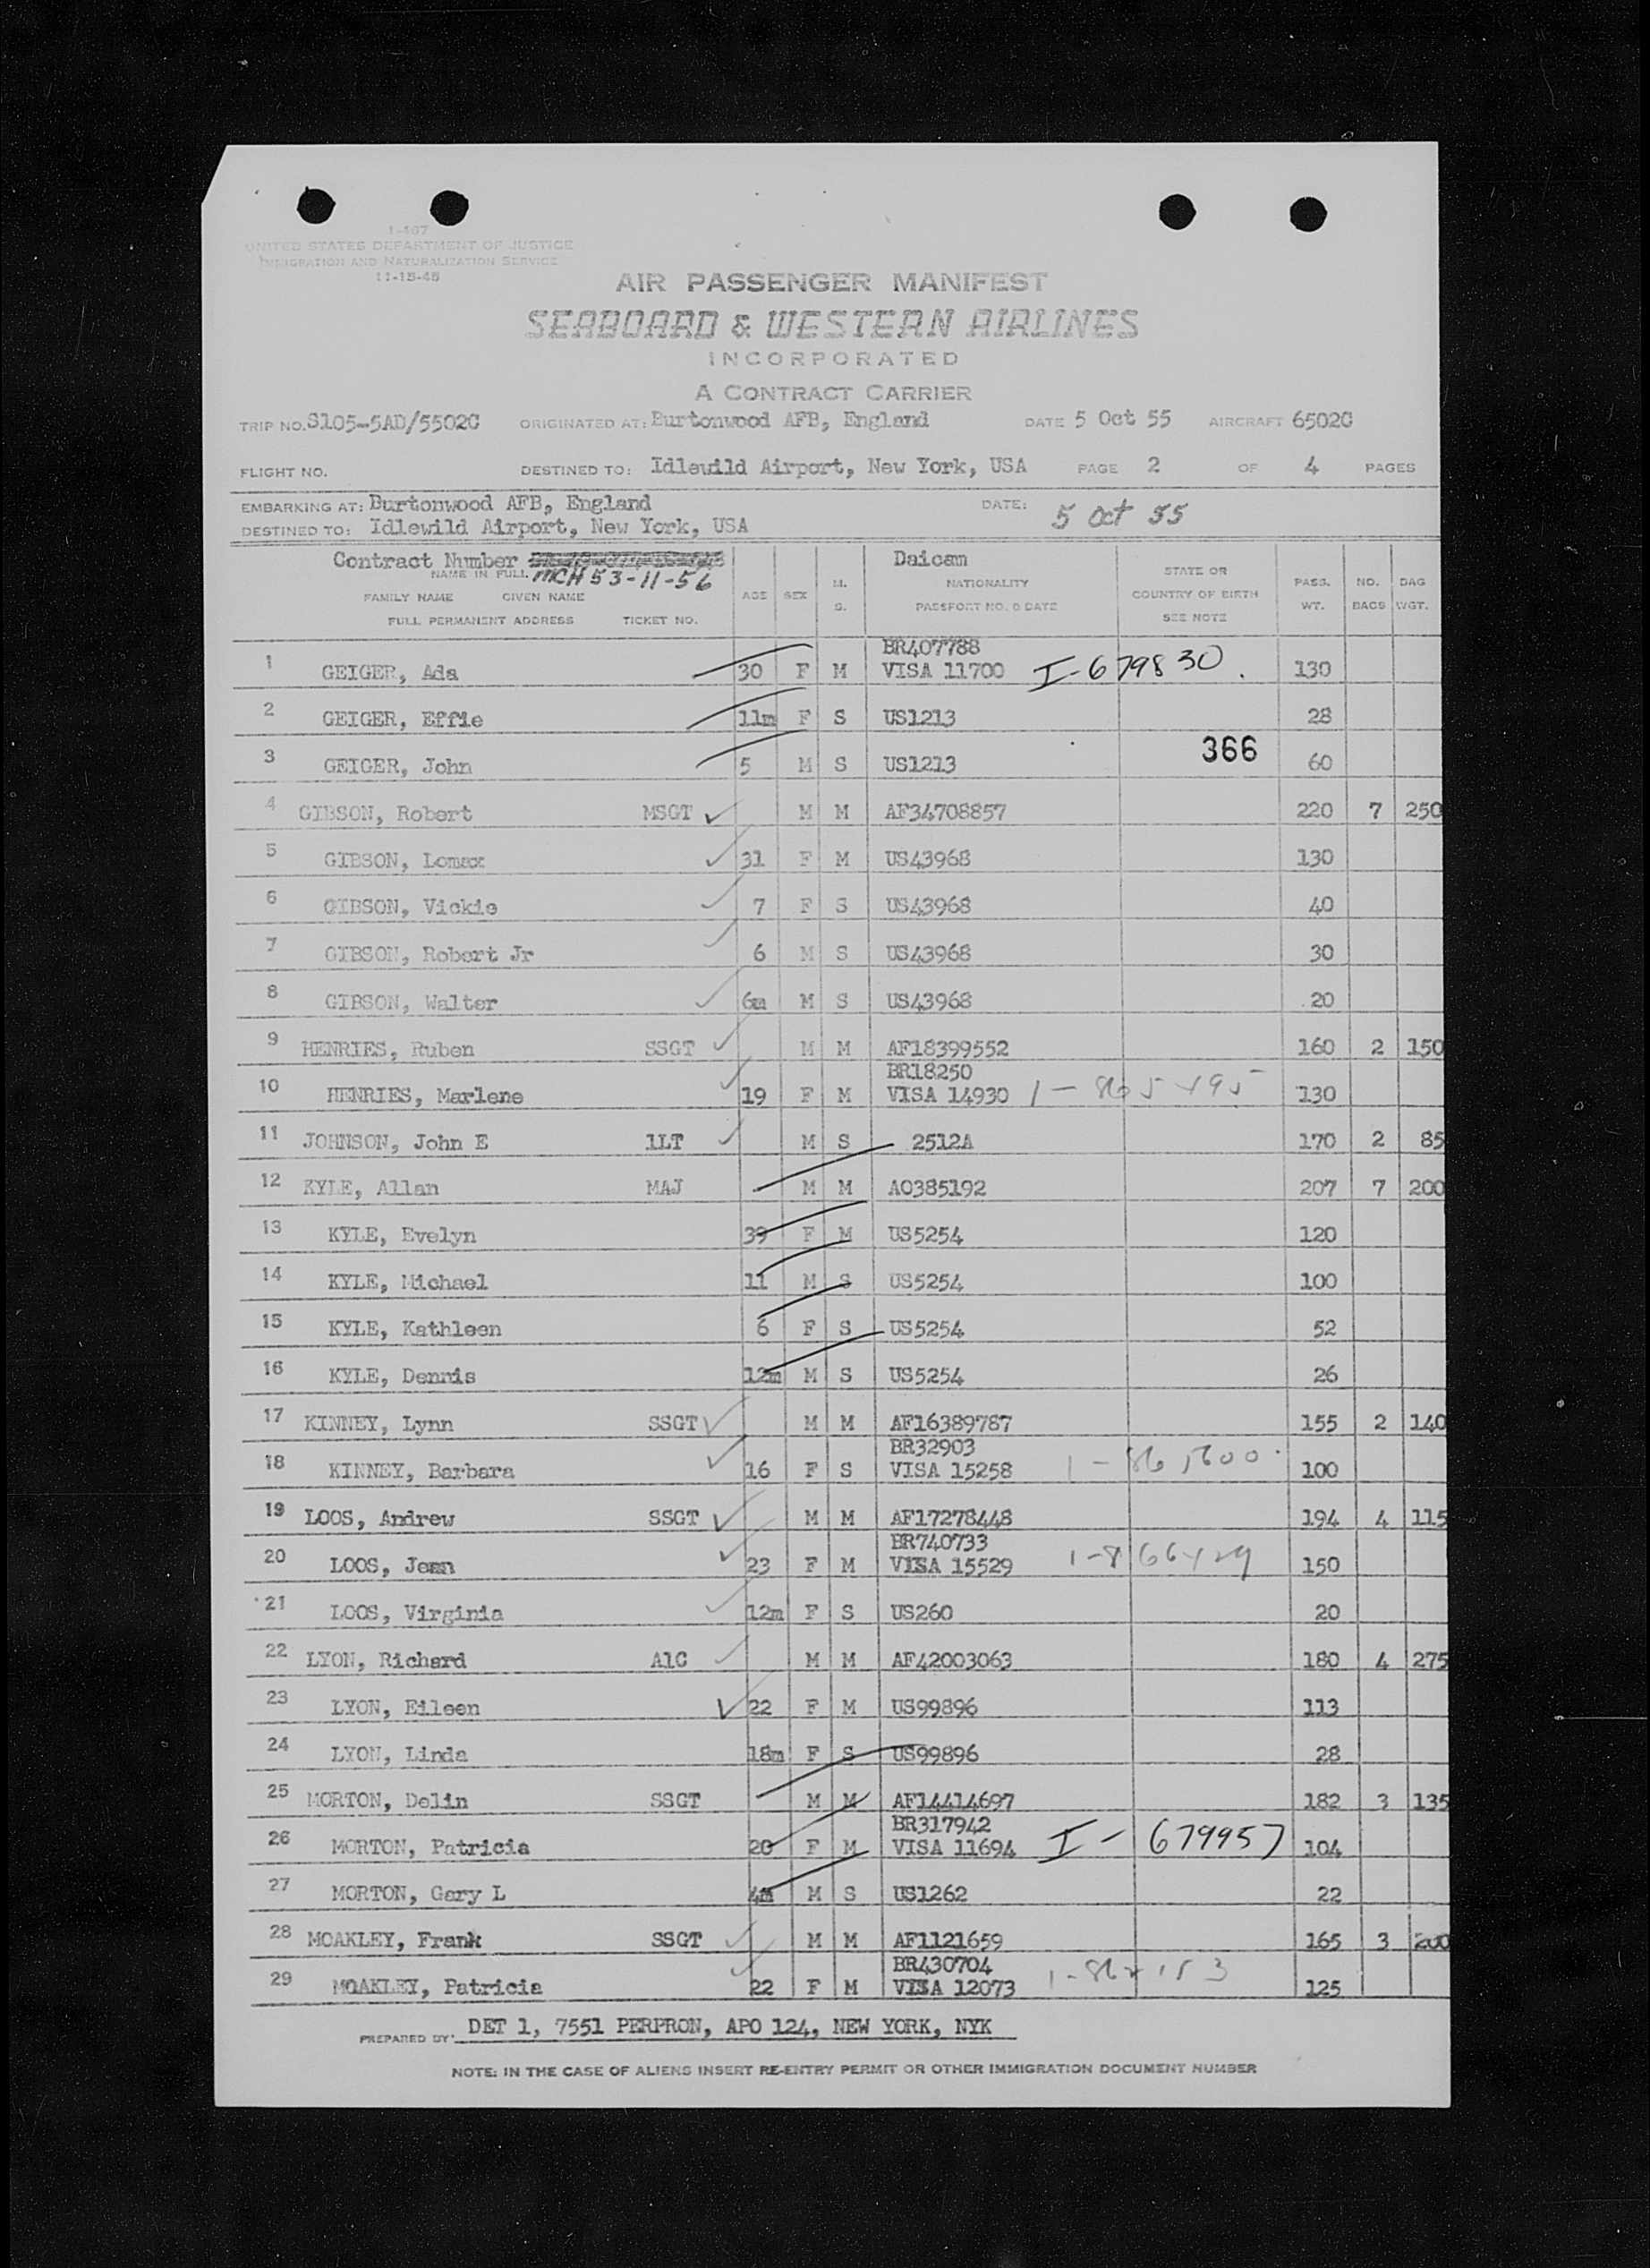 I-467
UNITED STATES DEPARTMENT OF JUSTICE
IMMIGRATION AND NATURALIZATION SERVICE
11-15-45
AIR PASSENGER MANIFEST
SEABOARD & WESTERN AIRLINES
INCORPORATED
A CONTRACT CARRIER
TRIP NO. S105-5AD/5502C ORIGINATED AT: Burtonwood AFB, England DATE 5 Oct 55 AIRCRAFT 6502C
FLIGHT NO. DESTINED TO: Idlewild Airport, New York, USA PAGE 2 OF 4 PAGES
EMBARKING AT: Burtonwood AFB, England DATE: 5 Oct 55
DESTINED TO: Idlewild Airport, New York, USA
Contract Number Daicam
NAME IN FULL MCH 53-11-56 AGE SEX M. S. NATIONALITY STATE OR PASS. NO. BAG
FAMILY NAME GIVEN NAME PASSPORT NO. & DATE COUNTRY OF BIRTH WT. BAGS WGT.
FULL PERMANENT ADDRESS TICKET NO. SEE NOTE
BR407788
1 GEIGER, Ada 30 F M VISA 11700 I-679830 130
2 GEIGER, Effie 11m F S US1213 28
366
3 GEIGER, John 5 M S US1213 60
4 GIBSON, Robert MSGT M M AF34708857 220 7 250
5 GIBSON, Lomax 31 F M US43968 130
6 GIBSON, Vickie 7 F S US43968 40
7 GIBSON, Robert Jr 6 M S US43968 30
8 GIBSON, Walter 6m M S US43968 20
9 HENRIES, Ruben SSGT M M AF18399552 160 2 150
BR18250
10 HENRIES, Marlene 19 F M VISA 14930 130
11 JOHNSON, John E 1LT M S 2512A 170 2 85
12 KYLE, Allan MAJ M M AO385192 207 7 200
13 KYLE, Evelyn 39 F M US5254 120
14 KYLE, Michael 11 M S US5254 100
15 KYLE, Kathleen 6 F S US5254 52
16 KYLE, Dennis 12m M S US5254 26
17 KINNEY, Lynn SSGT M M AF16389787 155 2 140
BR32903
18 KINNEY, Barbara 16 F S VISA 15258 100
19 LOOS, Andrew SSGT M M AF17278448 194 4 115
BR740733
20 LOOS, Jean 23 F M VISA 15529 150
21 LOOS, Virginia 12m F S US260 20
22 LYON, Richard A1C M M AF42003063 180 4 275
23 LYON, Eileen 22 F M US99896 113
24 LYON, Linda 18m F S US99896 28
25 MORTON, Delin SSGT M M AF14414697 182 3 135
BR317942
26 MORTON, Patricia 20 F M VISA 11694 I-679957 104
27 MORTON, Gary L 4m M S US1262 22
28 MOAKLEY, Frank SSGT M M AF1121659 165 3 200
BR430704
29 MOAKLEY, Patricia 22 F M VISA 12073 125
PREPARED BY: DET 1, 7551 PERPRON, APO 124, NEW YORK, NYK
NOTE: IN THE CASE OF ALIENS INSERT RE-ENTRY PERMIT OR OTHER IMMIGRATION DOCUMENT NUMBER